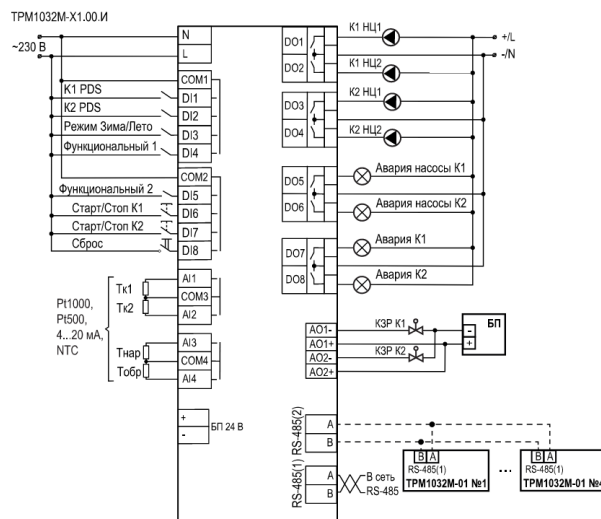 ТРМ1032М-Х1.00.И
~230 В
N
L
COM1
K1 PDS
DI1
K2 PDS
DI2
Режим Зима/Лето
DI3
Функциональный 1
DI4
COM2
Функциональный 2
DI5
Старт/Стоп К1
DI6
Старт/Стоп К2
DI7
Сброс
DI8
Pt1000,
Pt500,
4...20 мА,
NTC
Тк1
Тк2
AI1
COM3
AI2
Тнар
Тобр
AI3
COM4
AI4
+
-
БП 24 В
DO1
DO2
К1 НЦ1
К1 НЦ2
+/L
-/N
DO3
DO4
К2 НЦ1
К2 НЦ2
DO5
DO6
Авария насосы К1
Авария насосы К2
DO7
DO8
Авария К1
Авария К2
AO1-
AO1+
AO2-
AO2+
КЗР К1
КЗР К2
БП
-
+
RS-485(2)
A
B
RS-485(1)
A
B
В сеть
RS-485
B A
RS-485(1)
ТРМ1032М-01 №1
...
B A
RS-485(1)